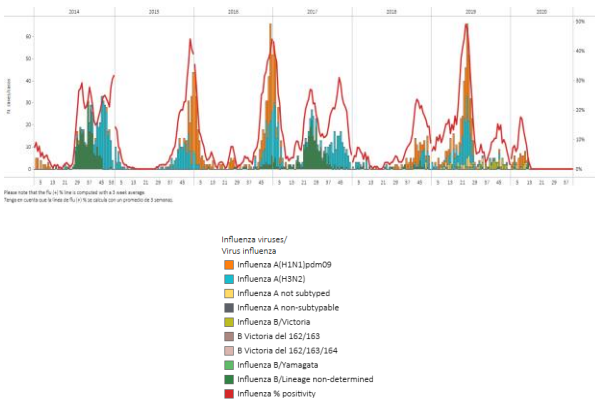 2014 2015 2016 2017 2018 2019 2020
60
50
40
30
20
10
0
50%
40%
30%
20%
10%
0%
Please note that the flu (+) % line is computed with a 3 week average.
Tenga en cuenta que la línea de flu (+) % se calcula con un promedio de 3 semanas.
Influenza viruses/
Virus influenza
Influenza A(H1N1)pdm09
Influenza A(H3N2)
Influenza A not subtyped
Influenza A non-subtypable
Influenza B/Victoria
B Victoria del 162/163
B Victoria del 162/163/164
Influenza B/Yamagata
Influenza B/Lineage non-determined
Influenza % positivity